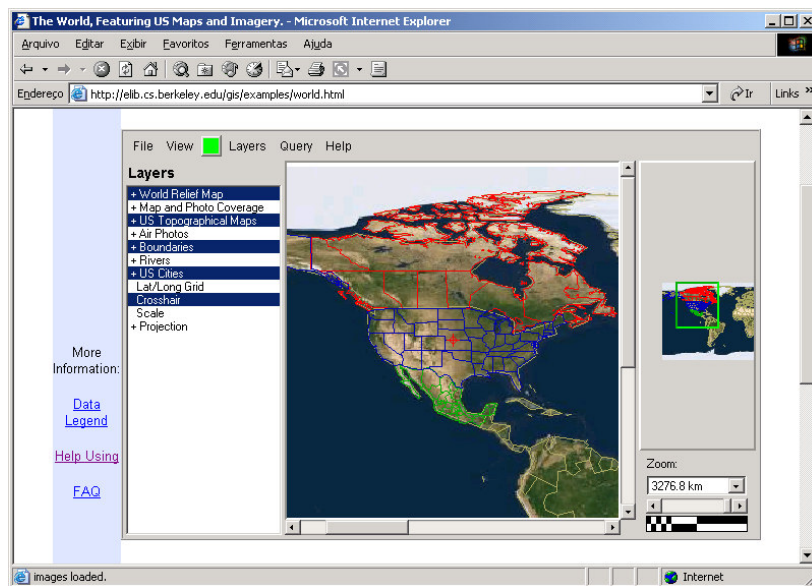 The World, Featuring US Maps and Imagery. - Microsoft Internet Explorer
Arquivo Editar Exibir Favoritos Ferramentas Ajuda
Endereço http://elib.cs.berkeley.edu/gis/examples/world.html Ir Links »
File View Layers Query Help
Layers
+ World Relief Map
+ Map and Photo Coverage
+ US Topographical Maps
+ Air Photos
+ Boundaries
+ Rivers
+ US Cities
Lat/Long Grid
Crosshair
Scale
+ Projection
More
Information:
Data
Legend
Help Using
FAQ
Zoom:
3276.8 km
images loaded.
Internet